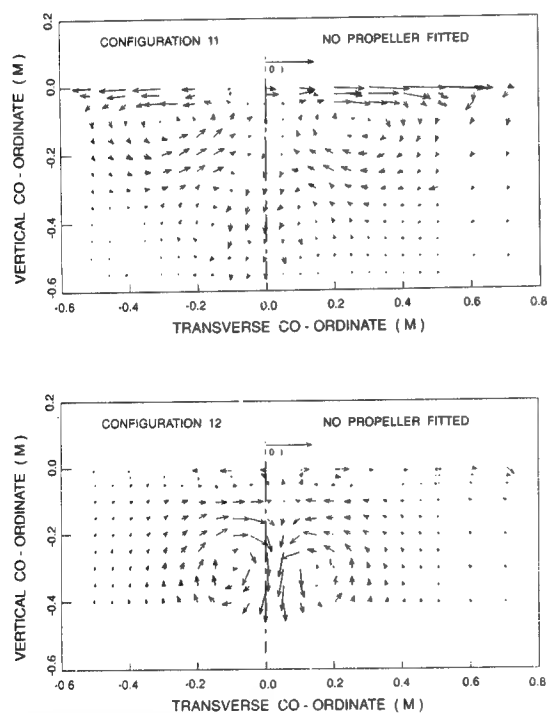 CONFIGURATION 11 NO PROPELLER FITTED
(0)
0.2
0.0
-0.2
-0.4
-0.6
VERTICAL CO-ORDINATE (M)
-0.6 -0.4 -0.2 0.0 0.2 0.4 0.6 0.8
TRANSVERSE CO-ORDINATE (M)
CONFIGURATION 12 NO PROPELLER FITTED
(0)
0.2
0.0
-0.2
-0.4
-0.6
VERTICAL CO-ORDINATE (M)
-0.6 -0.4 -0.2 0.0 0.2 0.4 0.6 0.8
TRANSVERSE CO-ORDINATE (M)